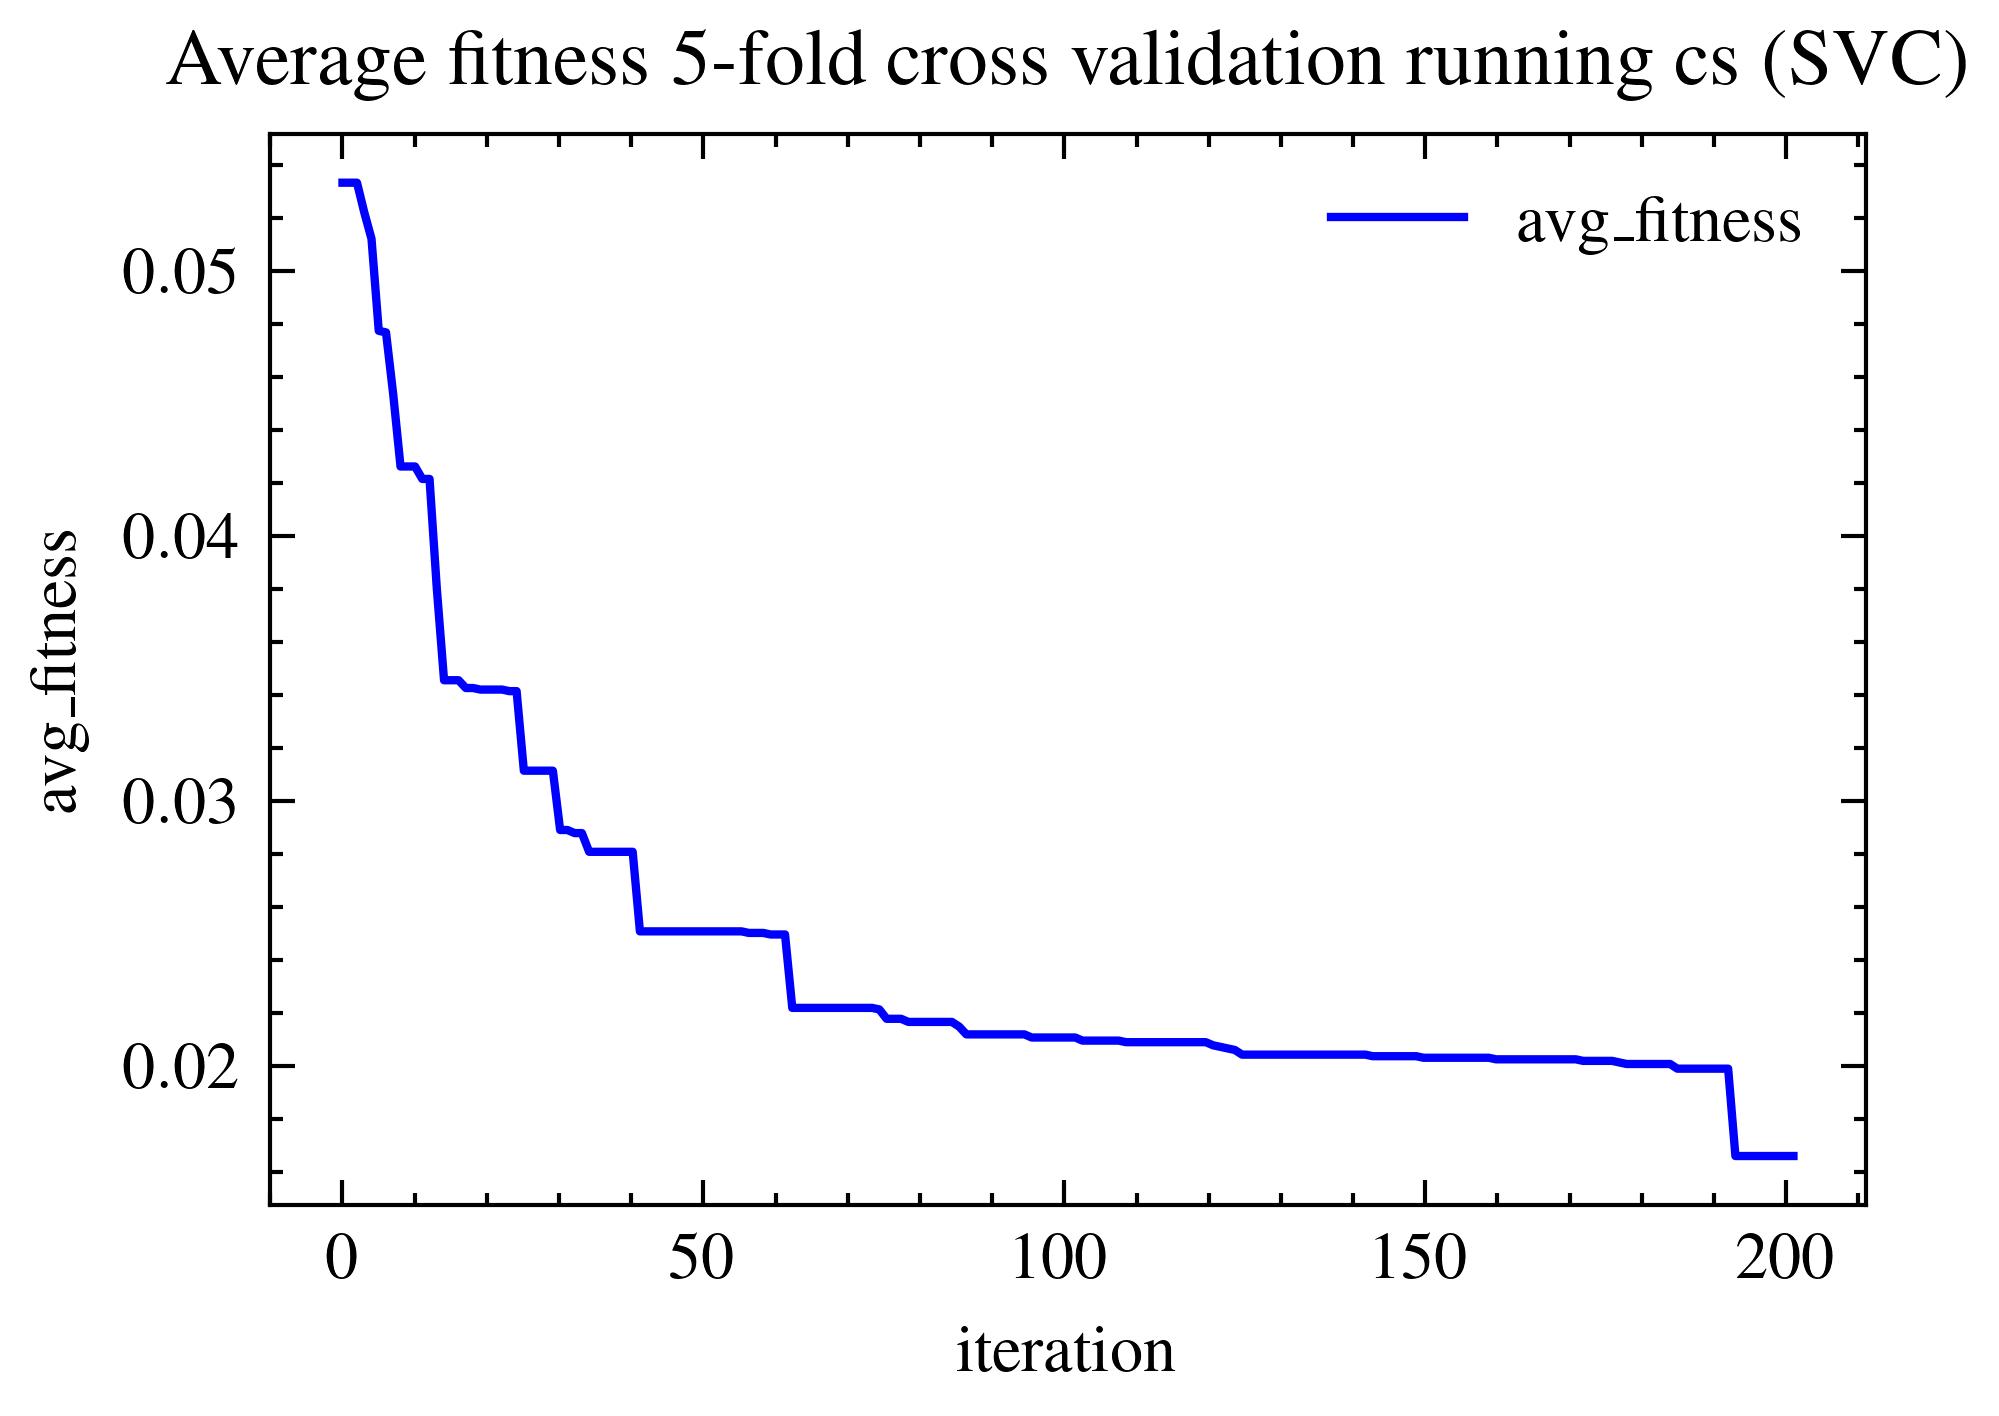 Average fitness 5-fold cross validation running cs (SVC)
avg_fitness
0.05
0.04
0.03
0.02
avg_fitness
0 50 100 150 200
iteration